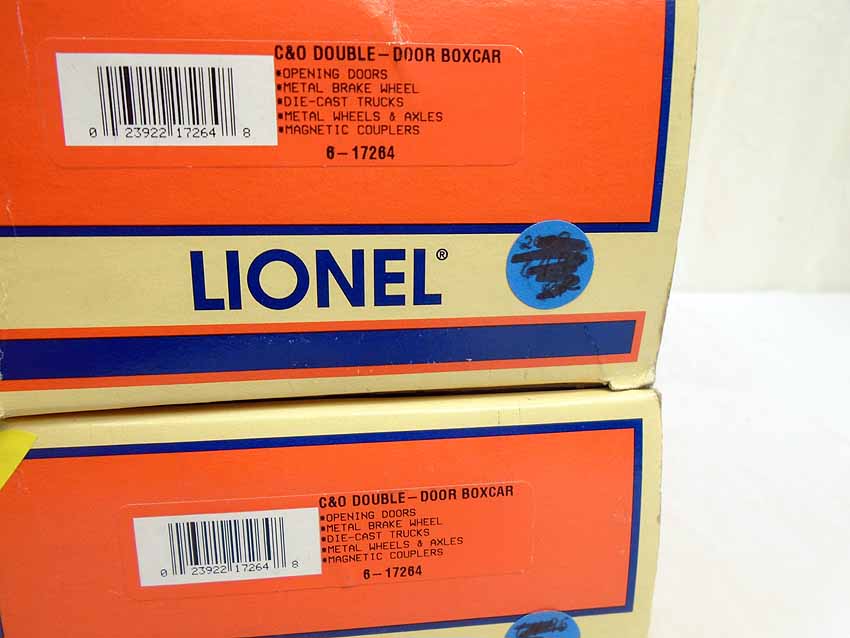 C&O DOUBLE-DOOR BOXCAR
▪OPENING DOORS
▪METAL BRAKE WHEEL
▪DIE-CAST TRUCKS
▪METAL WHEELS & AXLES
▪MAGNETIC COUPLERS
6-17264
0 23922 17264 8
LIONEL®
C&O DOUBLE-DOOR BOXCAR
▪OPENING DOORS
▪METAL BRAKE WHEEL
▪DIE-CAST TRUCKS
▪METAL WHEELS & AXLES
▪MAGNETIC COUPLERS
6-17264
0 23922 17264 8